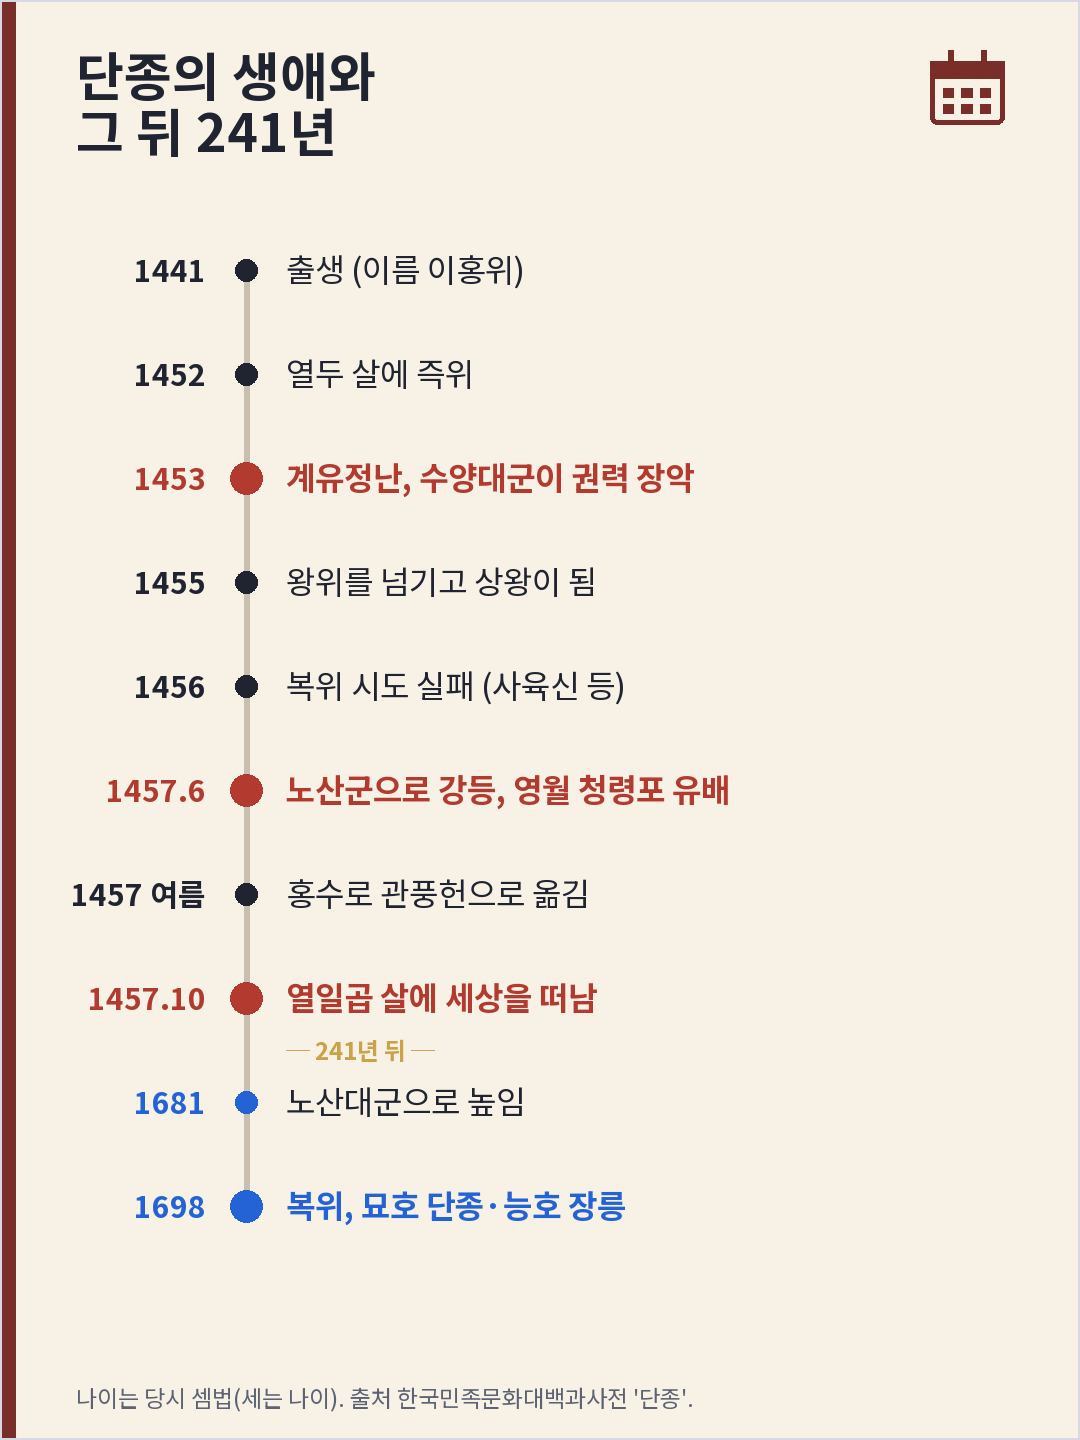 단종의 생애와
그 뒤 241년
1441 출생 (이름 이홍위)
1452 열두 살에 즉위
1453 계유정난, 수양대군이 권력 장악
1455 왕위를 넘기고 상왕이 됨
1456 복위 시도 실패 (사육신 등)
1457.6 노산군으로 강등, 영월 청령포 유배
1457 여름 홍수로 관풍헌으로 옮김
1457.10 열일곱 살에 세상을 떠남
— 241년 뒤 —
1681 노산대군으로 높임
1698 복위, 묘호 단종·능호 장릉
나이는 당시 셈법(세는 나이). 출처 한국민족문화대백과사전 '단종'.